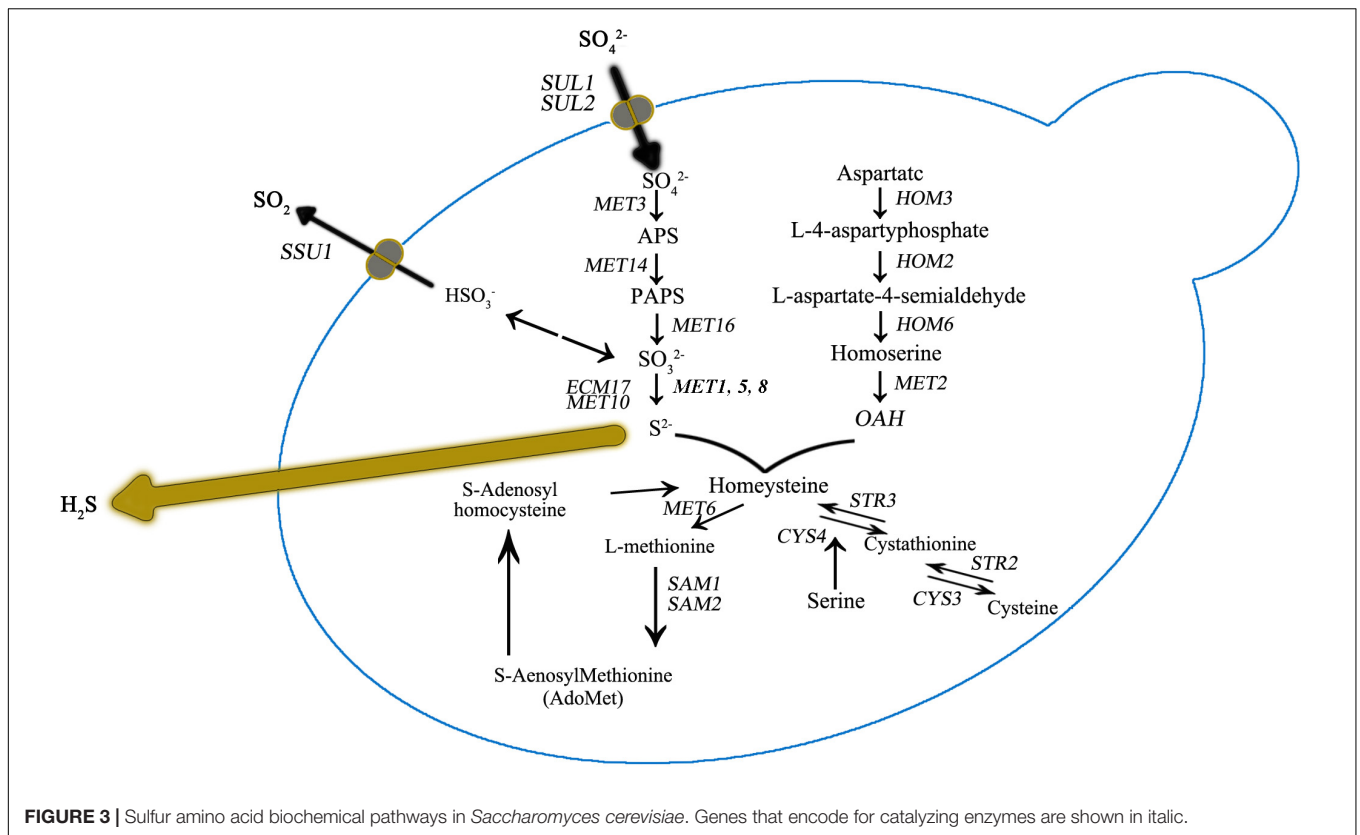 SO₄²⁻
SUL1
SUL2
SO₄²⁻
MET3
APS
MET14
PAPS
MET16
SO₃²⁻
ECM17
MET10
MET1, 5, 8
S²⁻
SO₂
SSU1
HSO₃⁻
H₂S
Aspartatc
HOM3
L-4-aspartyphosphate
HOM2
L-aspartate-4-semialdehyde
HOM6
Homoserine
MET2
OAH
S-Adenosyl
homocysteine
Homeysteine
MET6
L-methionine
SAM1
SAM2
S-AenosylMethionine
(AdoMet)
STR3
CYS4
Cystathionine
Serine
STR2
CYS3
Cysteine
FIGURE 3 | Sulfur amino acid biochemical pathways in Saccharomyces cerevisiae. Genes that encode for catalyzing enzymes are shown in italic.